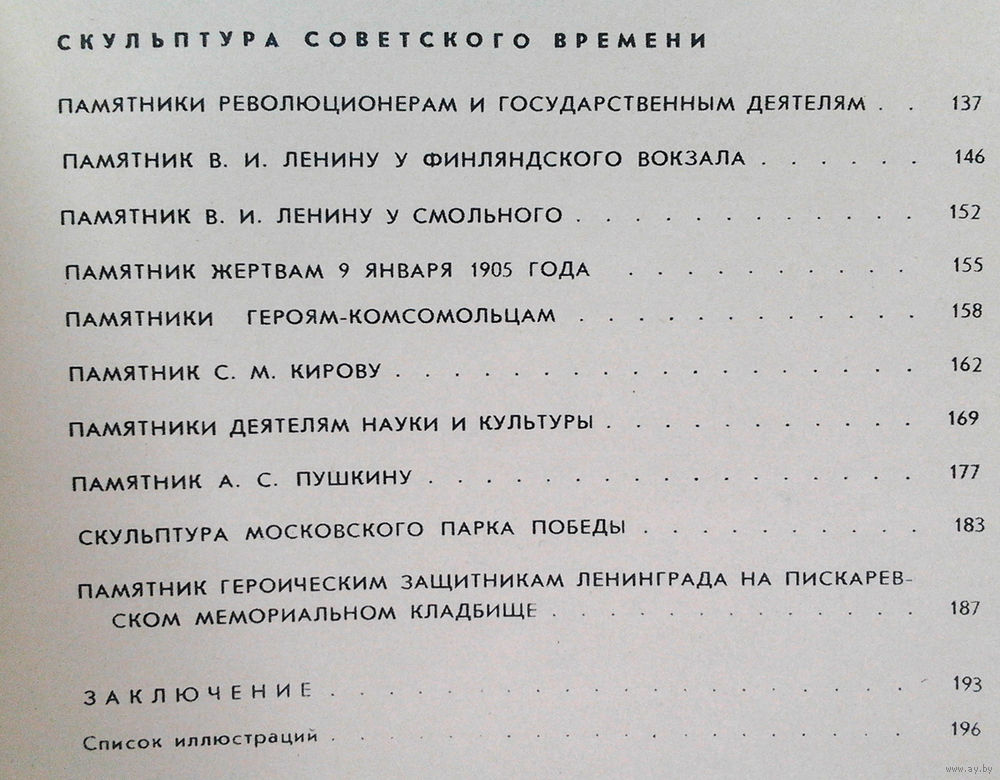 СКУЛЬПТУРА СОВЕТСКОГО ВРЕМЕНИ
ПАМЯТНИКИ РЕВОЛЮЦИОНЕРАМ И ГОСУДАРСТВЕННЫМ ДЕЯТЕЛЯМ . . 137
ПАМЯТНИК В. И. ЛЕНИНУ У ФИНЛЯНДСКОГО ВОКЗАЛА . . . . . . 146
ПАМЯТНИК В. И. ЛЕНИНУ У СМОЛЬНОГО . . . . . . . . . . . . 152
ПАМЯТНИК ЖЕРТВАМ 9 ЯНВАРЯ 1905 ГОДА . . . . . . . . . . 155
ПАМЯТНИКИ ГЕРОЯМ-КОМСОМОЛЬЦАМ . . . . . . . . . . . . 158
ПАМЯТНИК С. М. КИРОВУ . . . . . . . . . . . . . . . . . . 162
ПАМЯТНИКИ ДЕЯТЕЛЯМ НАУКИ И КУЛЬТУРЫ . . . . . . . . . . . 169
ПАМЯТНИК А. С. ПУШКИНУ . . . . . . . . . . . . . . . . . 177
СКУЛЬПТУРА МОСКОВСКОГО ПАРКА ПОБЕДЫ . . . . . . . . . . 183
ПАМЯТНИК ГЕРОИЧЕСКИМ ЗАЩИТНИКАМ ЛЕНИНГРАДА НА ПИСКАРЕВ-
СКОМ МЕМОРИАЛЬНОМ КЛАДБИЩЕ . . . . . . . . . . . . . 187
ЗАКЛЮЧЕНИЕ . . . . . . . . . . . . . . . . . . . . 193
Список иллюстраций . . . . . . . . . . . . . . . . . . . . 196
www.ay.by